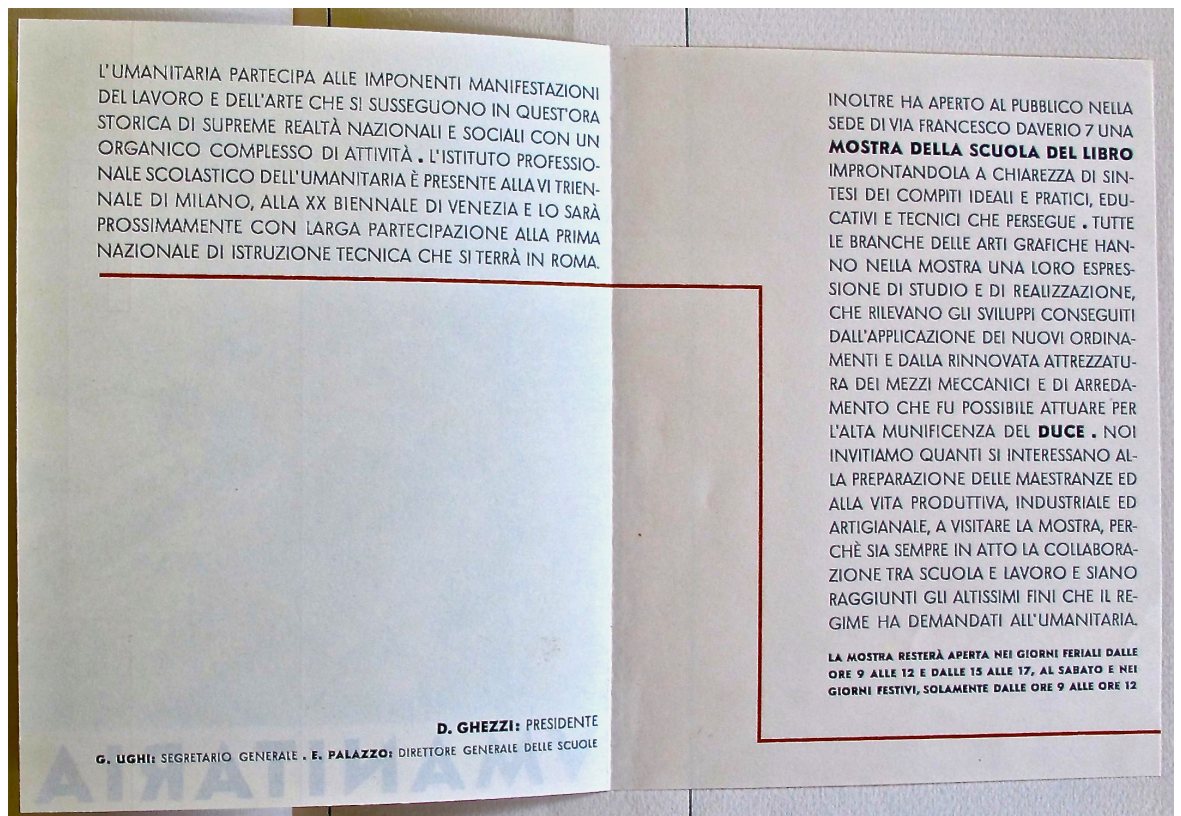 L'UMANITARIA PARTECIPA ALLE IMPONENTI MANIFESTAZIONI
DEL LAVORO E DELL'ARTE CHE SI SUSSEGUONO IN QUEST'ORA
STORICA DI SUPREME REALTÀ NAZIONALI E SOCIALI CON UN
ORGANICO COMPLESSO DI ATTIVITÀ . L'ISTITUTO PROFESSIO-
NALE SCOLASTICO DELL'UMANITARIA È PRESENTE ALLA VI TRIEN-
NALE DI MILANO, ALLA XX BIENNALE DI VENEZIA E LO SARÀ
PROSSIMAMENTE CON LARGA PARTECIPAZIONE ALLA PRIMA
NAZIONALE DI ISTRUZIONE TECNICA CHE SI TERRÀ IN ROMA.
D. GHEZZI: PRESIDENTE
G. UGHI: SEGRETARIO GENERALE . E. PALAZZO: DIRETTORE GENERALE DELLE SCUOLE
UMANITARIA
INOLTRE HA APERTO AL PUBBLICO NELLA
SEDE DI VIA FRANCESCO DAVERIO 7 UNA
MOSTRA DELLA SCUOLA DEL LIBRO
IMPRONTANDOLA A CHIAREZZA DI SIN-
TESI DEI COMPITI IDEALI E PRATICI, EDU-
CATIVI E TECNICI CHE PERSEGUE . TUTTE
LE BRANCHE DELLE ARTI GRAFICHE HAN-
NO NELLA MOSTRA UNA LORO ESPRES-
SIONE DI STUDIO E DI REALIZZAZIONE,
CHE RILEVANO GLI SVILUPPI CONSEGUITI
DALL'APPLICAZIONE DEI NUOVI ORDINA-
MENTI E DALLA RINNOVATA ATTREZZATU-
RA DEI MEZZI MECCANICI E DI ARREDA-
MENTO CHE FU POSSIBILE ATTUARE PER
L'ALTA MUNIFICENZA DEL DUCE . NOI
INVITIAMO QUANTI SI INTERESSANO AL-
LA PREPARAZIONE DELLE MAESTRANZE ED
ALLA VITA PRODUTTIVA, INDUSTRIALE ED
ARTIGIANALE, A VISITARE LA MOSTRA, PER-
CHÈ SIA SEMPRE IN ATTO LA COLLABORA-
ZIONE TRA SCUOLA E LAVORO E SIANO
RAGGIUNTI GLI ALTISSIMI FINI CHE IL RE-
GIME HA DEMANDATI ALL'UMANITARIA.
LA MOSTRA RESTERÀ APERTA NEI GIORNI FERIALI DALLE
ORE 9 ALLE 12 E DALLE 15 ALLE 17, AL SABATO E NEI
GIORNI FESTIVI, SOLAMENTE DALLE ORE 9 ALLE ORE 12